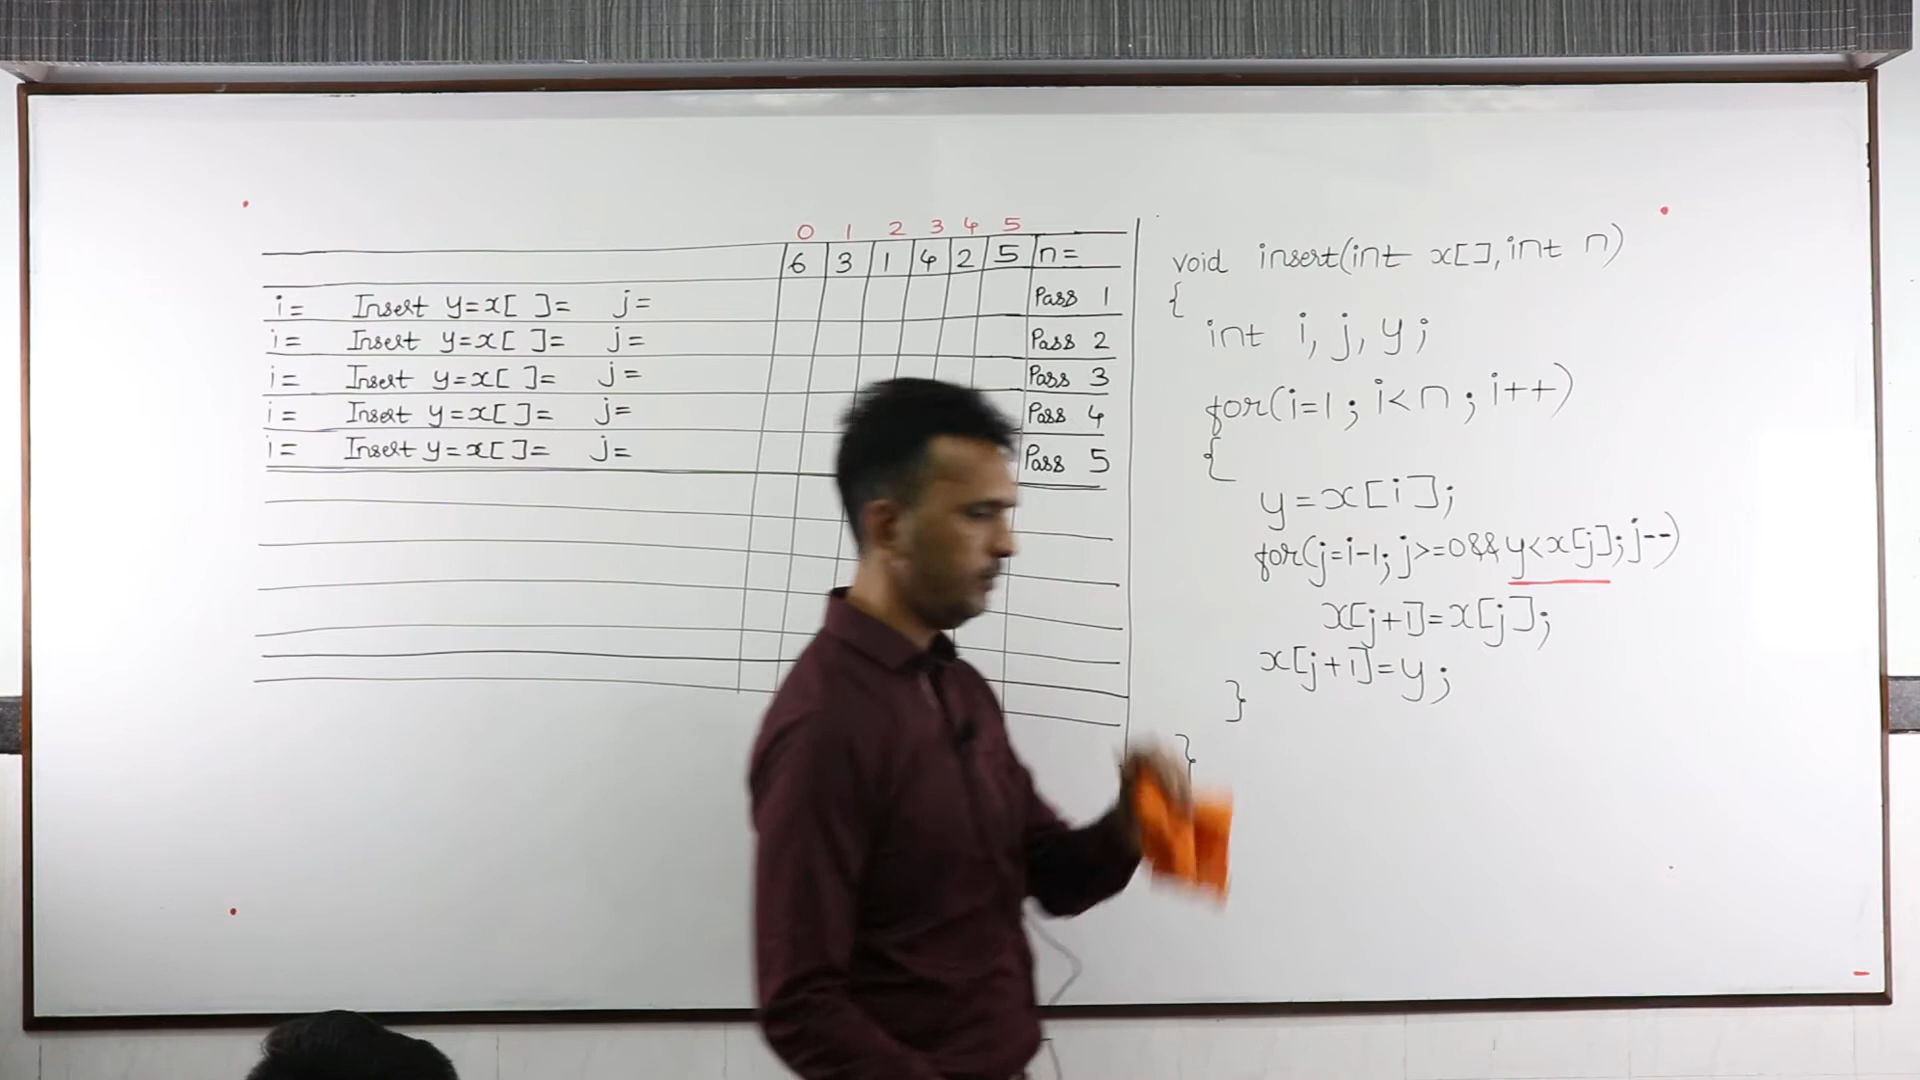 0 1 2 3 4 5
6 3 1 4 2 5 n=
i= Insert y=x[ ]= j= Pass 1
i= Insert y=x[ ]= j= Pass 2
i= Insert y=x[ ]= j= Pass 3
i= Insert y=x[ ]= j= Pass 4
i= Insert y=x[ ]= j= Pass 5
void insert(int x[], int n)
{
int i, j, y;
for(i=1; i<n; i++)
{
y=x[i];
for(j=i-1; j>=0&&y<x[j]; j--)
x[j+1]=x[j];
x[j+1]=y;
}
}